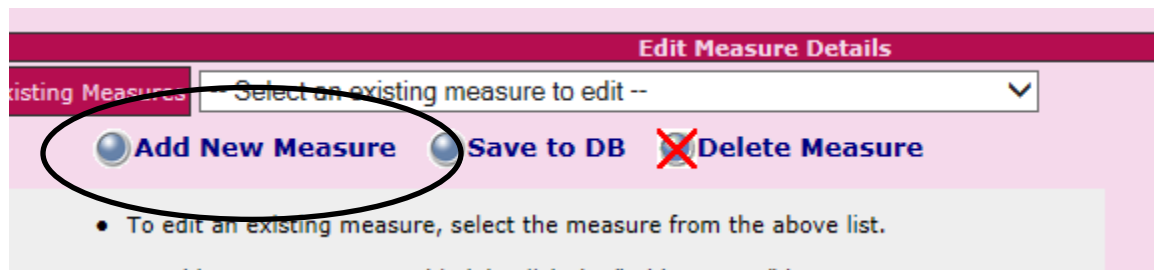 Edit Measure Details
xisting Measures -- Select an existing measure to edit --
Add New Measure Save to DB Delete Measure
• To edit an existing measure, select the measure from the above list.